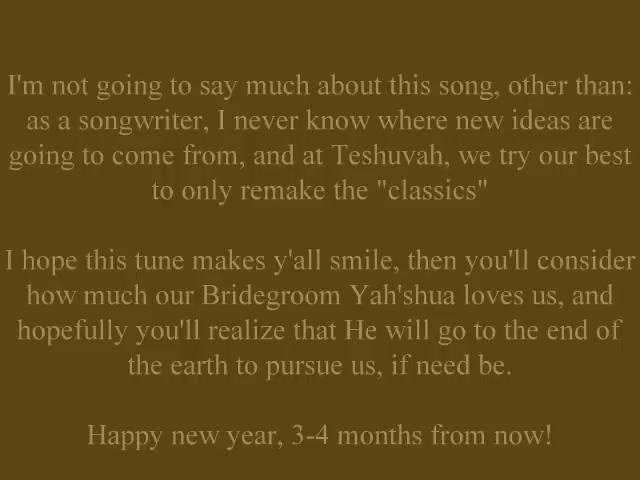 I'm not going to say much about this song, other than:
as a songwriter, I never know where new ideas are
going to come from, and at Teshuvah, we try our best
to only remake the "classics"
I hope this tune makes y'all smile, then you'll consider
how much our Bridegroom Yah'shua loves us, and
hopefully you'll realize that He will go to the end of
the earth to pursue us, if need be.
Happy new year, 3-4 months from now!